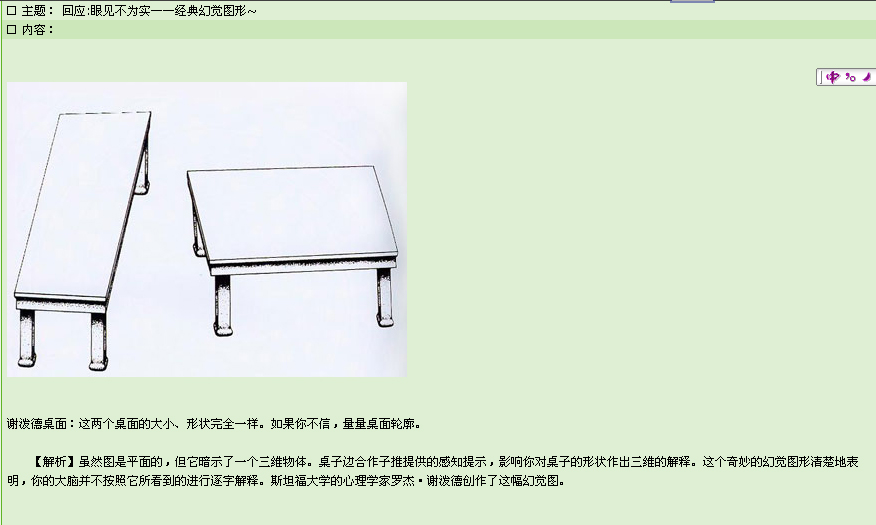 主题： 回应:眼见不为实——经典幻觉图形～
内容：
中
谢泼德桌面：这两个桌面的大小、形状完全一样。如果你不信，量量桌面轮廓。
【解析】虽然图是平面的，但它暗示了一个三维物体。桌子边合作子推提供的感知提示，影响你对桌子的形状作出三维的解释。这个奇妙的幻觉图形清楚地表
明，你的大脑并不按照它所看到的进行逐字解释。斯坦福大学的心理学家罗杰·谢泼德创作了这幅幻觉图。